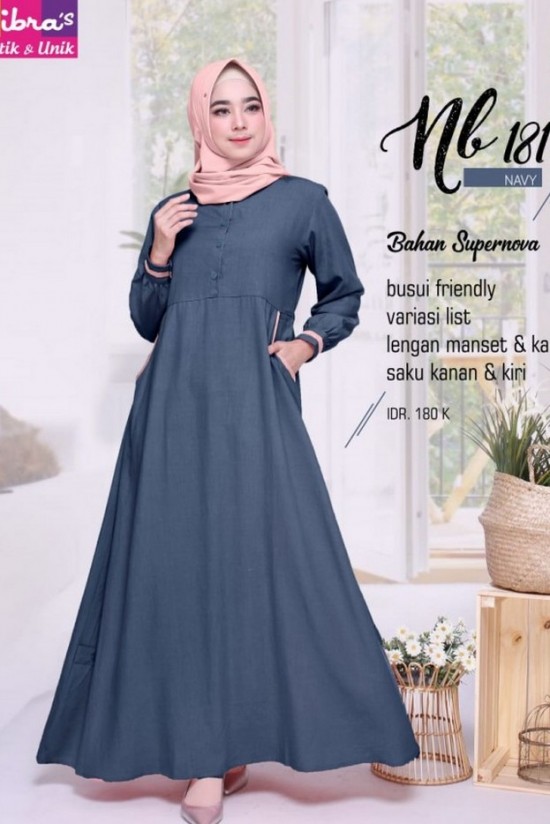 ibra's
tik & Unik
Nb 181
NAVY
Bahan Supernova
busui friendly
variasi list
lengan manset & ka
saku kanan & kiri
IDR. 180 K